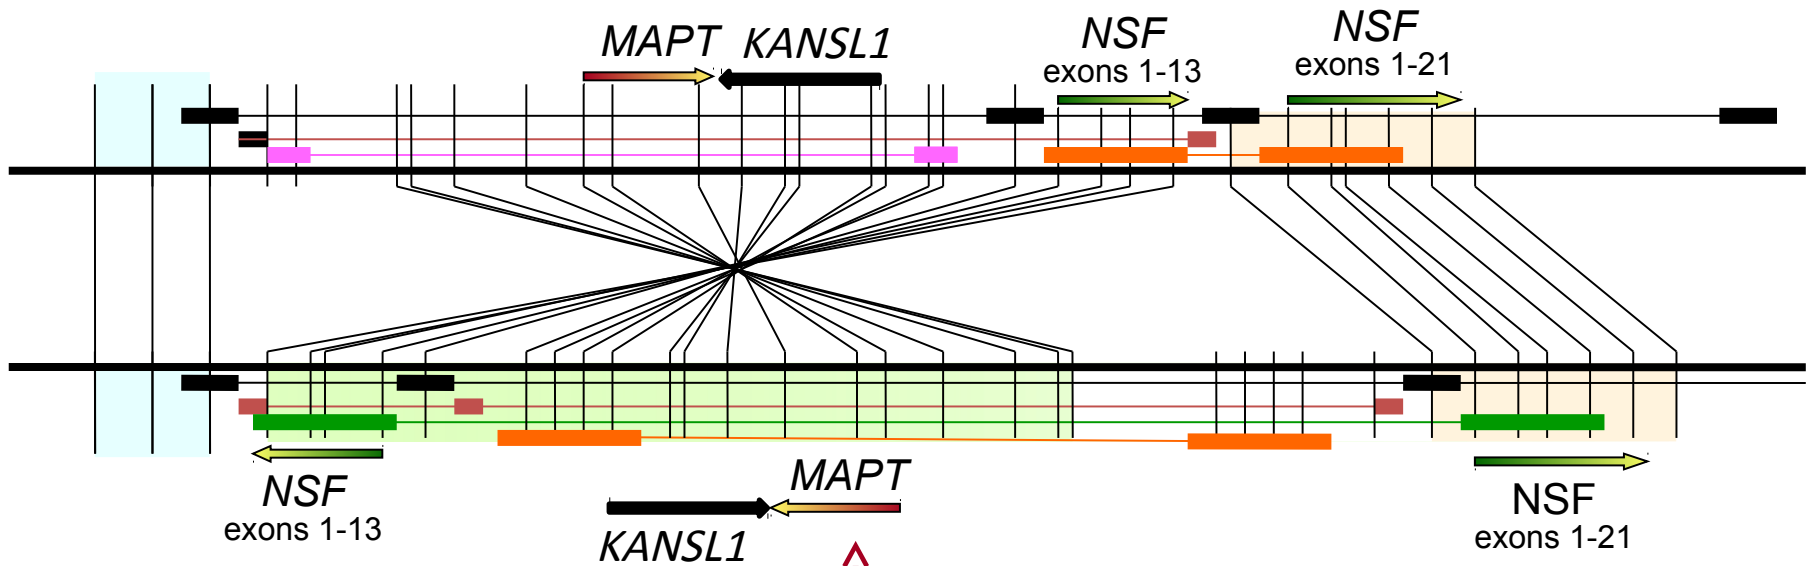 MAPT KANSL1
NSF
exons 1-13
NSF
exons 1-21
NSF
exons 1-13
KANSL1
MAPT
NSF
exons 1-21